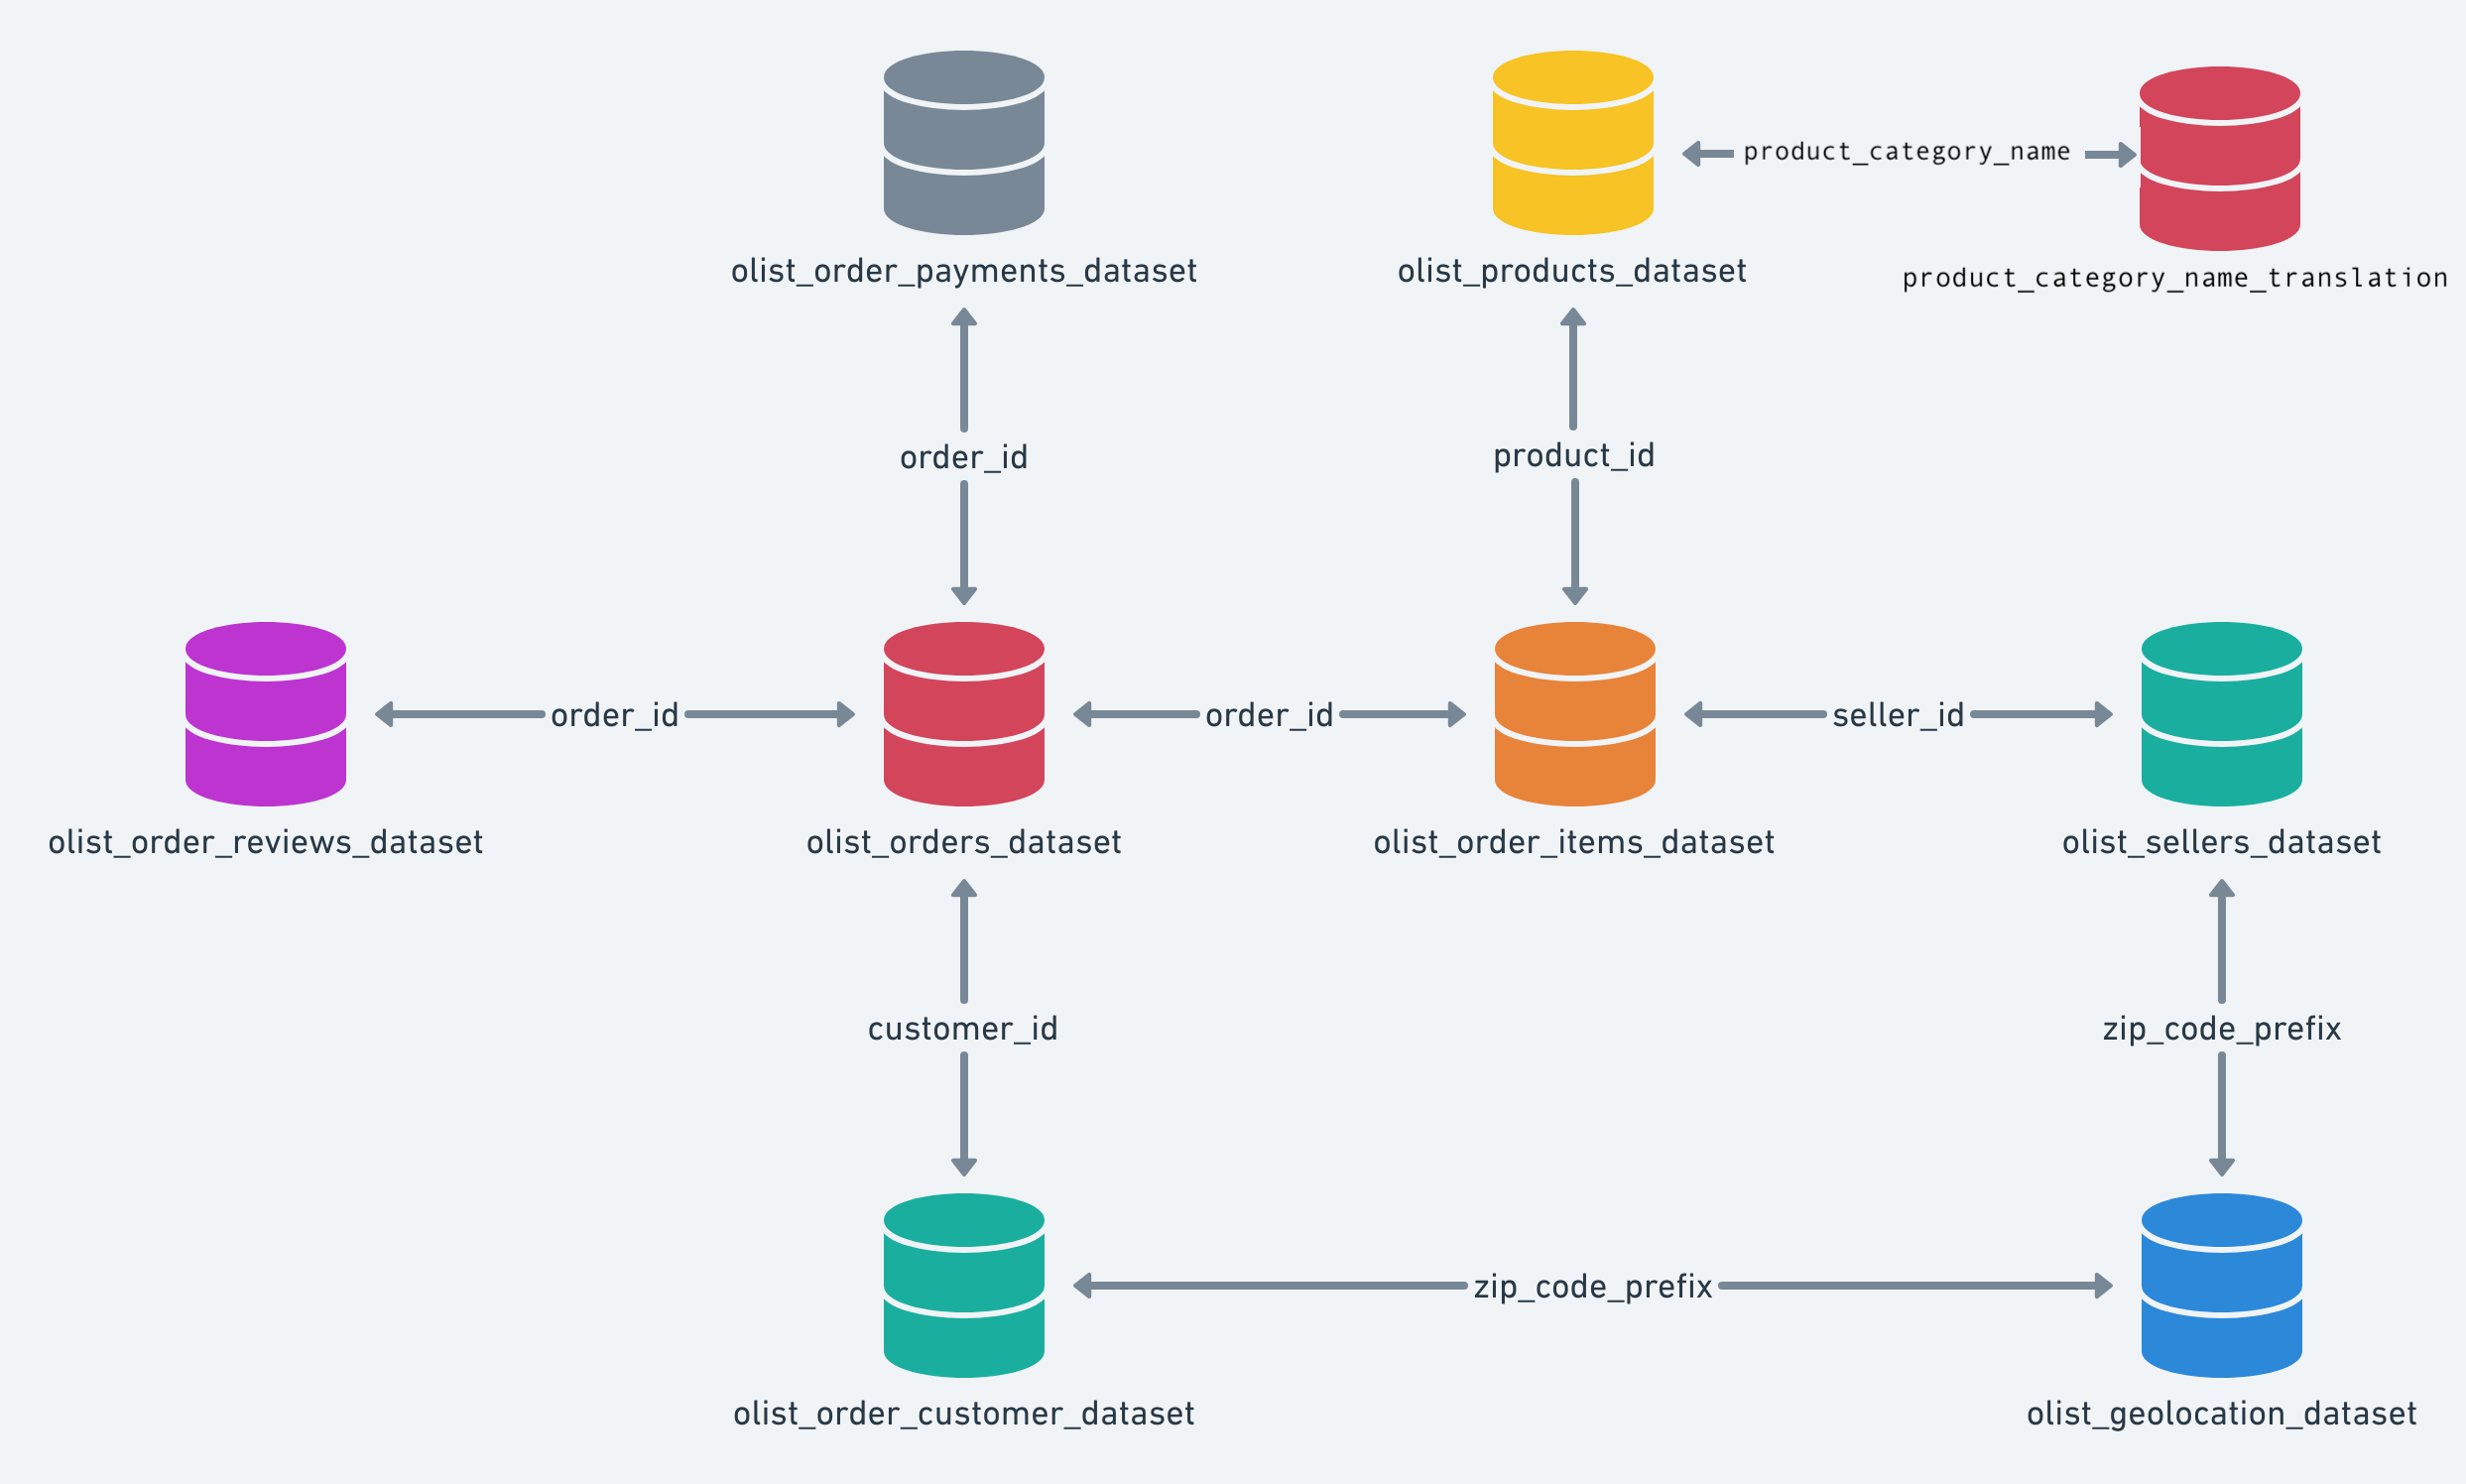 product_category_name
olist_order_payments_dataset
olist_products_dataset
product_category_name_translation
order_id
product_id
order_id
order_id
seller_id
olist_order_reviews_dataset
olist_orders_dataset
olist_order_items_dataset
olist_sellers_dataset
customer_id
zip_code_prefix
zip_code_prefix
olist_order_customer_dataset
olist_geolocation_dataset